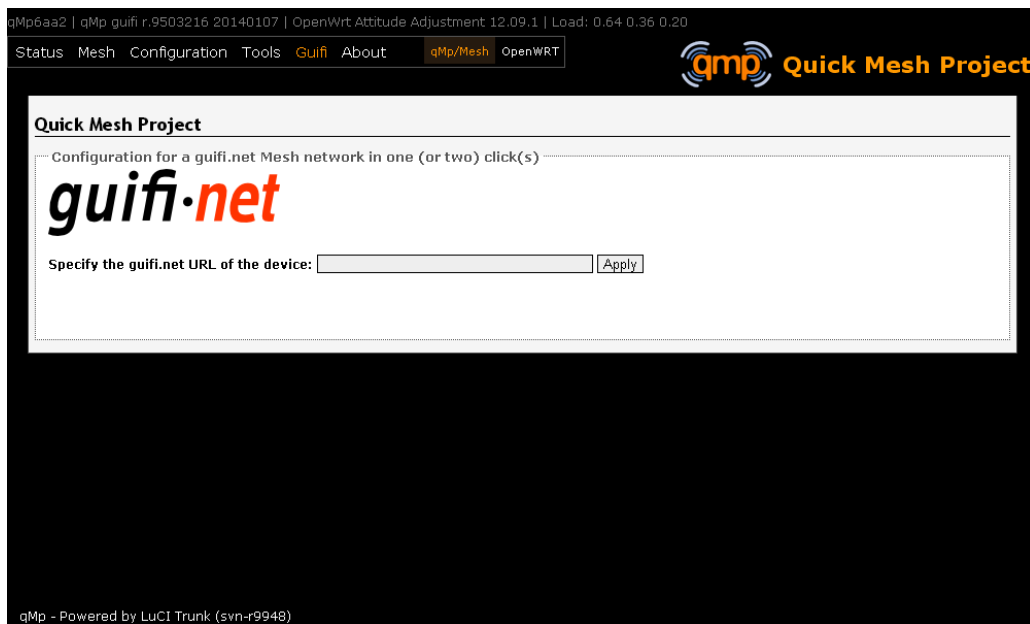 qMp6aa2 | qMp guifi r.9503216 20140107 | OpenWrt Attitude Adjustment 12.09.1 | Load: 0.64 0.36 0.20
Status Mesh Configuration Tools Guifi About qMp/Mesh OpenWRT
qmp Quick Mesh Project
Quick Mesh Project
Configuration for a guifi.net Mesh network in one (or two) click(s)
guifi·net
Specify the guifi.net URL of the device: Apply
qMp - Powered by LuCI Trunk (svn-r9948)